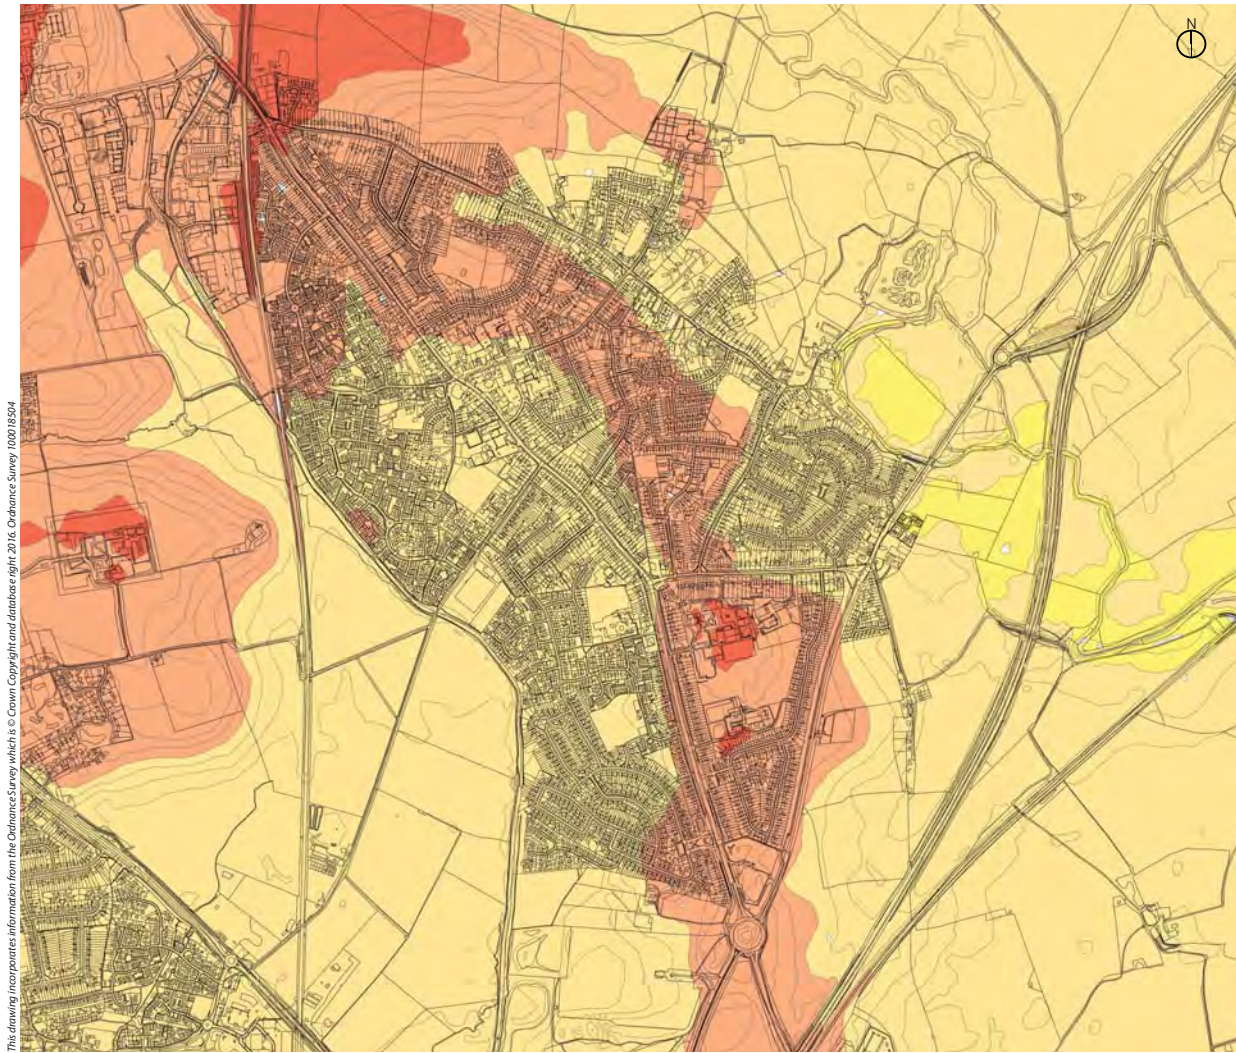 N
This drawing incorporates information from the Ordnance Survey which is © Crown Copyright and database right 2016. Ordnance Survey 100018504